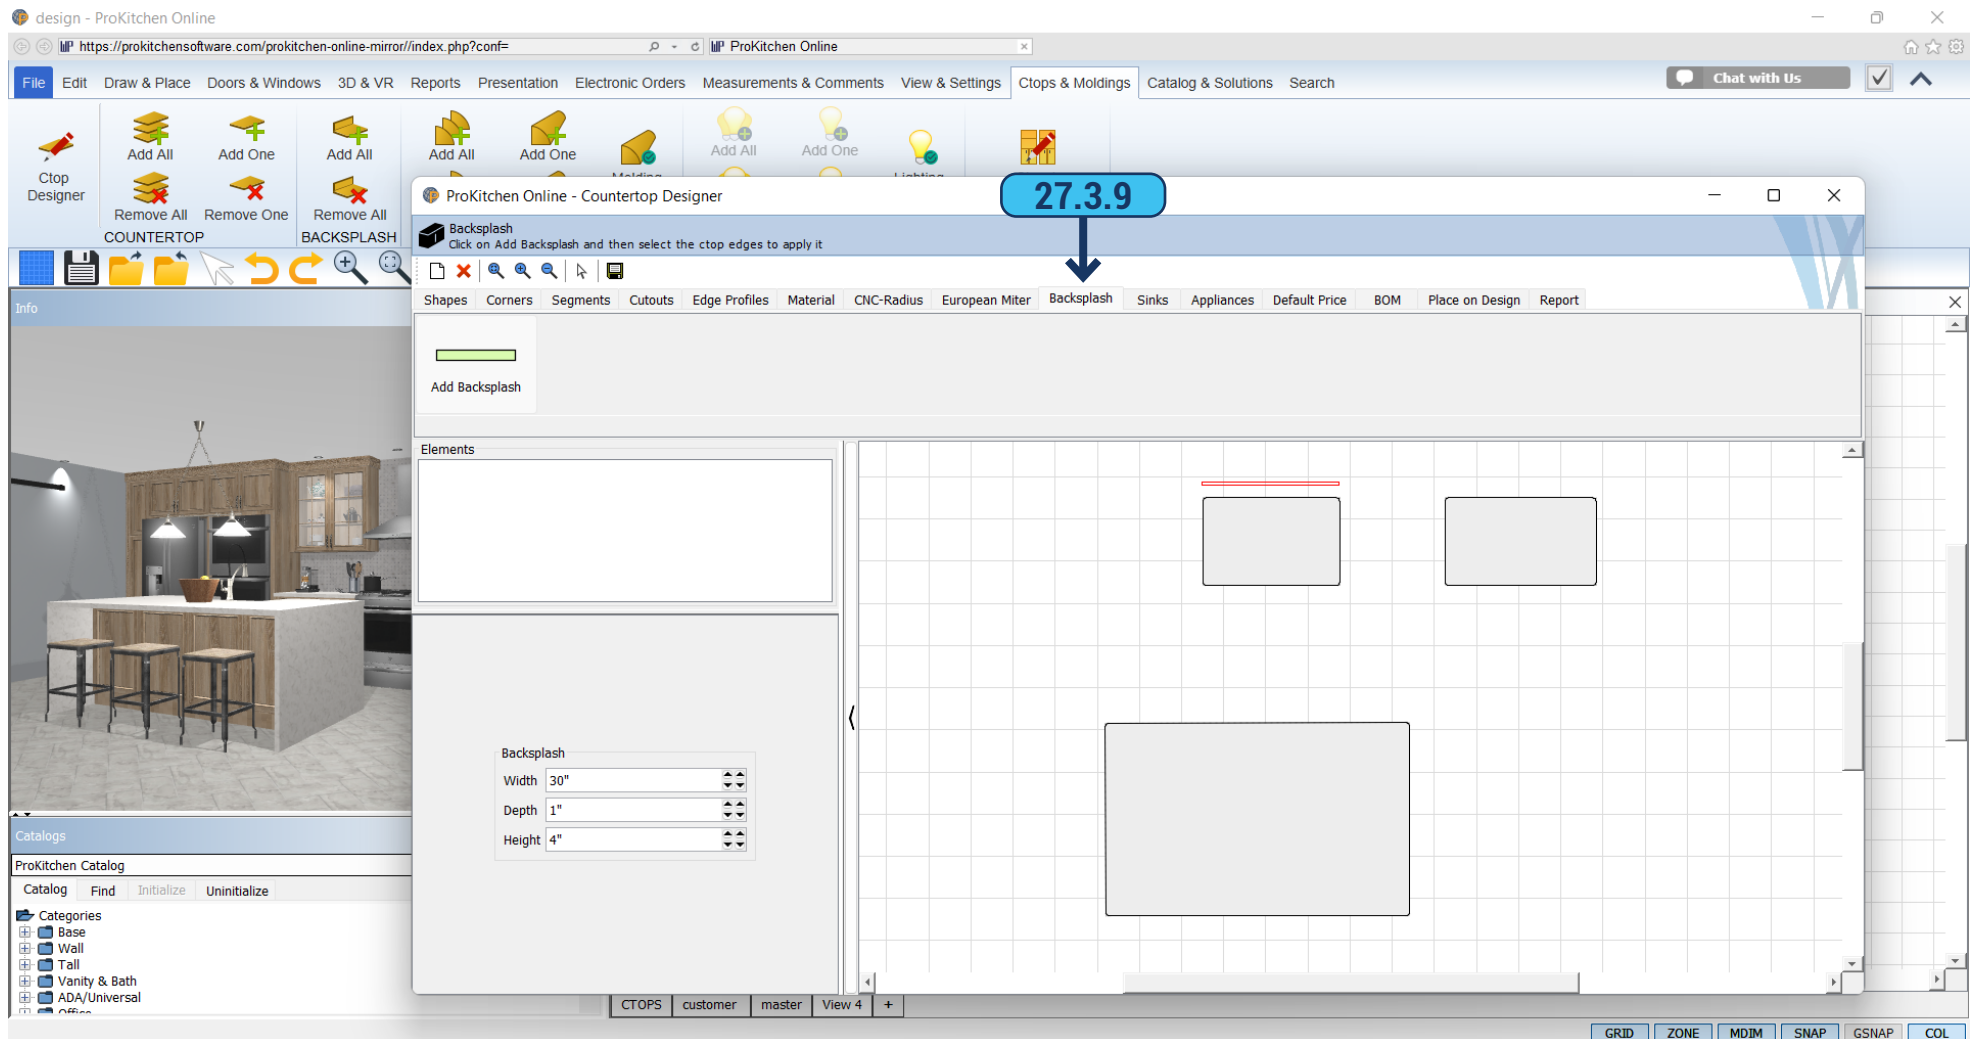 design - ProKitchen Online
https://prokitchensoftware.com/prokitchen-online-mirror//index.php?conf=
ProKitchen Online
File Edit Draw & Place Doors & Windows 3D & VR Reports Presentation Electronic Orders Measurements & Comments View & Settings Ctops & Moldings Catalog & Solutions Search
Chat with Us
Ctop Designer
Add All Add One Add All Add All Add One Add All Add One
Remove All Remove One Remove All
COUNTERTOP BACKSPLASH
ProKitchen Online - Countertop Designer
27.3.9
Backsplash
Click on Add Backsplash and then select the ctop edges to apply it
Shapes Corners Segments Cutouts Edge Profiles Material CNC-Radius European Miter Backsplash Sinks Appliances Default Price BOM Place on Design Report
Info
Add Backsplash
Elements
Backsplash
Width 30"
Depth 1"
Height 4"
Catalogs
ProKitchen Catalog
Catalog Find Initialize Uninitialize
Categories
Base
Wall
Tall
Vanity & Bath
ADA/Universal
CTOPS customer master View 4 +
GRID ZONE MDIM SNAP GSNAP COL